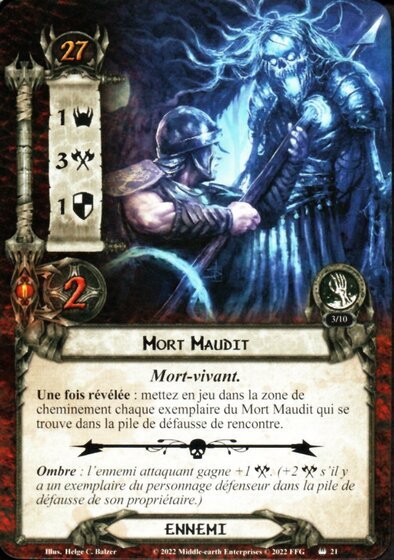 27
1
3
1
2
3/10
Mort Maudit
Mort-vivant.
Une fois révélée : mettez en jeu dans la zone de
cheminement chaque exemplaire du Mort Maudit qui se
trouve dans la pile de défausse de rencontre.
Ombre : l'ennemi attaquant gagne +1 . (+2 s'il y
a un exemplaire du personnage défenseur dans la pile de
défausse de son propriétaire.)
ENNEMI
Illus. Helge C. Balzer © 2022 Middle-earth Enterprises © 2022 FFG 21